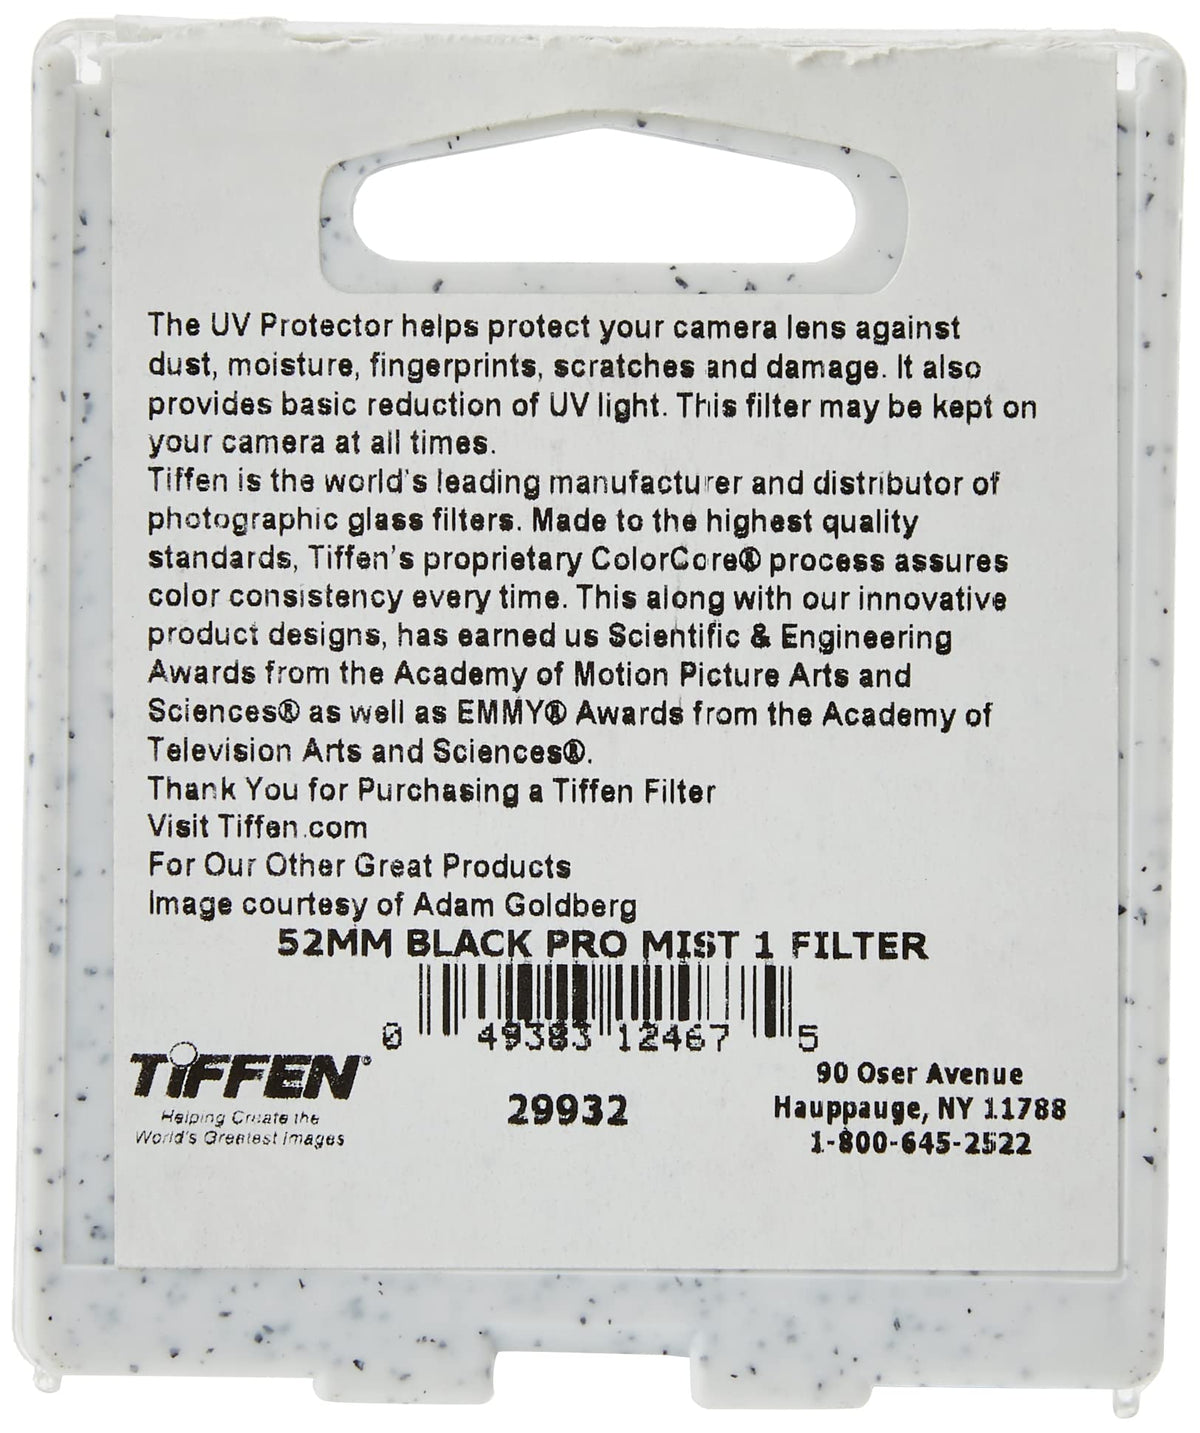 The UV Protector helps protect your camera lens against
dust, moisture, fingerprints, scratches and damage. It also
provides basic reduction of UV light. This filter may be kept on
your camera at all times.
Tiffen is the world's leading manufacturer and distributor of
photographic glass filters. Made to the highest quality
standards, Tiffen's proprietary ColorCore® process assures
color consistency every time. This along with our innovative
product designs, has earned us Scientific & Engineering
Awards from the Academy of Motion Picture Arts and
Sciences® as well as EMMY® Awards from the Academy of
Television Arts and Sciences®.
Thank You for Purchasing a Tiffen Filter
Visit Tiffen.com
For Our Other Great Products
Image courtesy of Adam Goldberg
52MM BLACK PRO MIST 1 FILTER
0 49383 12467 5
TIFFEN®
Helping Create the
World's Greatest Images
29932
90 Oser Avenue
Hauppauge, NY 11788
1-800-645-2522